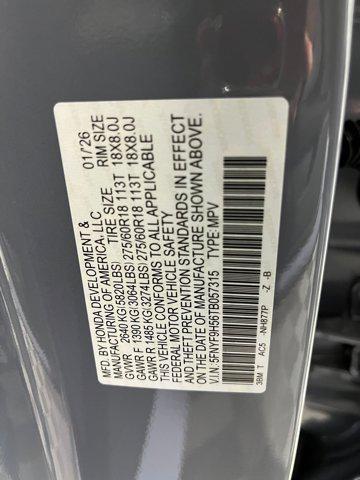 MFD. BY HONDA DEVELOPMENT & 01/26
MFG. OF AMERICA, LLC TIRE SIZE RIM SIZE
GVWR 2640 KG(5820LBS)
GAWR F 1390 KG(3064LBS) 275/60R18 113T 18X8.0J
GAWR R 1485 KG(3274LBS) 275/60R18 113T 18X8.0J
THIS VEHICLE CONFORMS TO ALL APPLICABLE
FEDERAL MOTOR VEHICLE SAFETY
AND THEFT PREVENTION STANDARDS IN EFFECT
ON THE DATE OF MANUFACTURE SHOWN ABOVE.
V.I.N: 5FNYF9H56TB057315 TYPE: MPV
3BM T AC5 -NH877P -Z -B